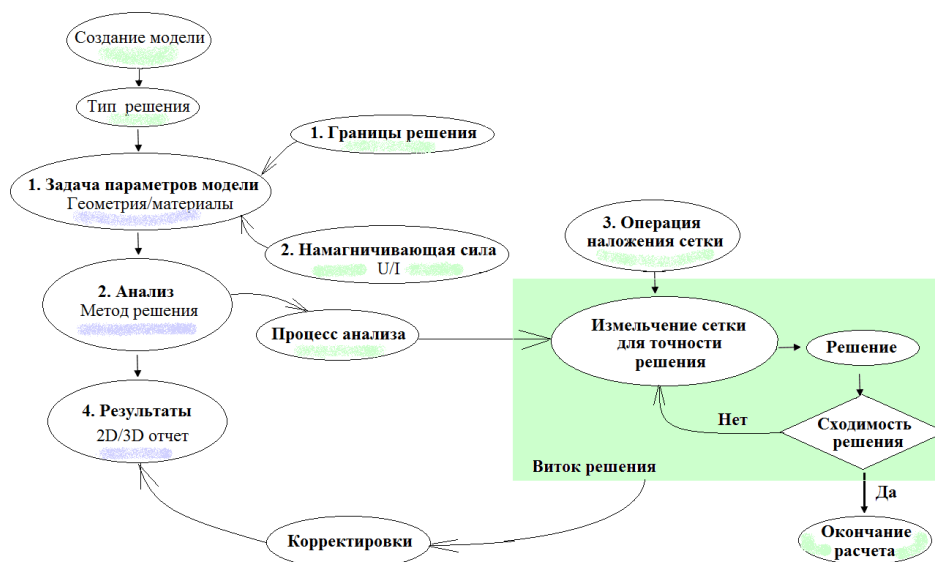 Создание модели
Тип решения
1. Границы решения
1. Задача параметров модели
Геометрия/материалы
2. Намагничивающая сила
U/I
3. Операция
наложения сетки
2. Анализ
Метод решения
Процесс анализа
Измельчение сетки
для точности
решения
Решение
4. Результаты
2D/3D отчет
Нет
Сходимость
решения
Виток решения
Да
Корректировки
Окончание
расчета